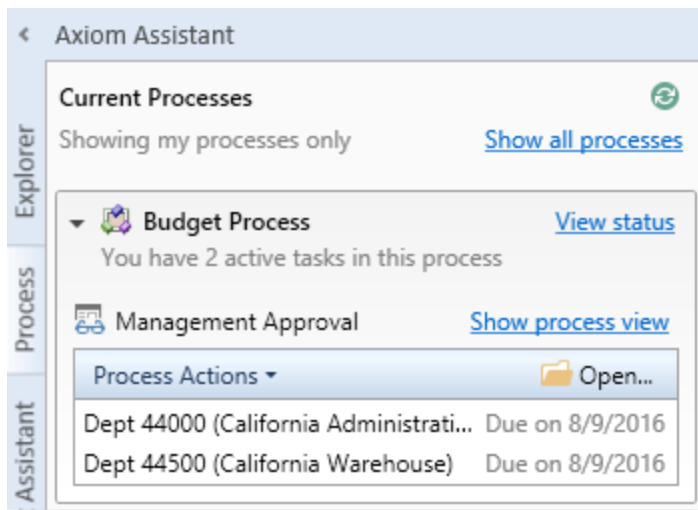 Axiom Assistant
Current Processes
Showing my processes only Show all processes
Budget Process View status
You have 2 active tasks in this process
Management Approval Show process view
Process Actions Open...
Dept 44000 (California Administrati... Due on 8/9/2016
Dept 44500 (California Warehouse) Due on 8/9/2016
Explorer
Process
Assistant